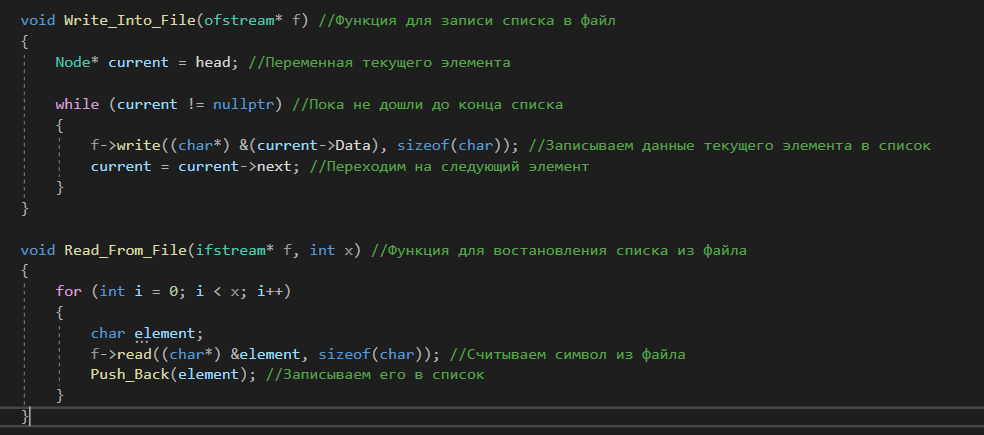 void Write_Into_File(ofstream* f) //Функция для записи списка в файл
{
    Node* current = head; //Переменная текущего элемента

    while (current != nullptr) //Пока не дошли до конца списка
    {
        f->write((char*) &(current->Data), sizeof(char)); //Записываем данные текущего элемента в список
        current = current->next; //Переходим на следующий элемент
    }
}

void Read_From_File(ifstream* f, int x) //Функция для востановления списка из файла
{
    for (int i = 0; i < x; i++)
    {
        char element;
        f->read((char*) &element, sizeof(char)); //Считываем символ из файла
        Push_Back(element); //Записываем его в список
    }
}